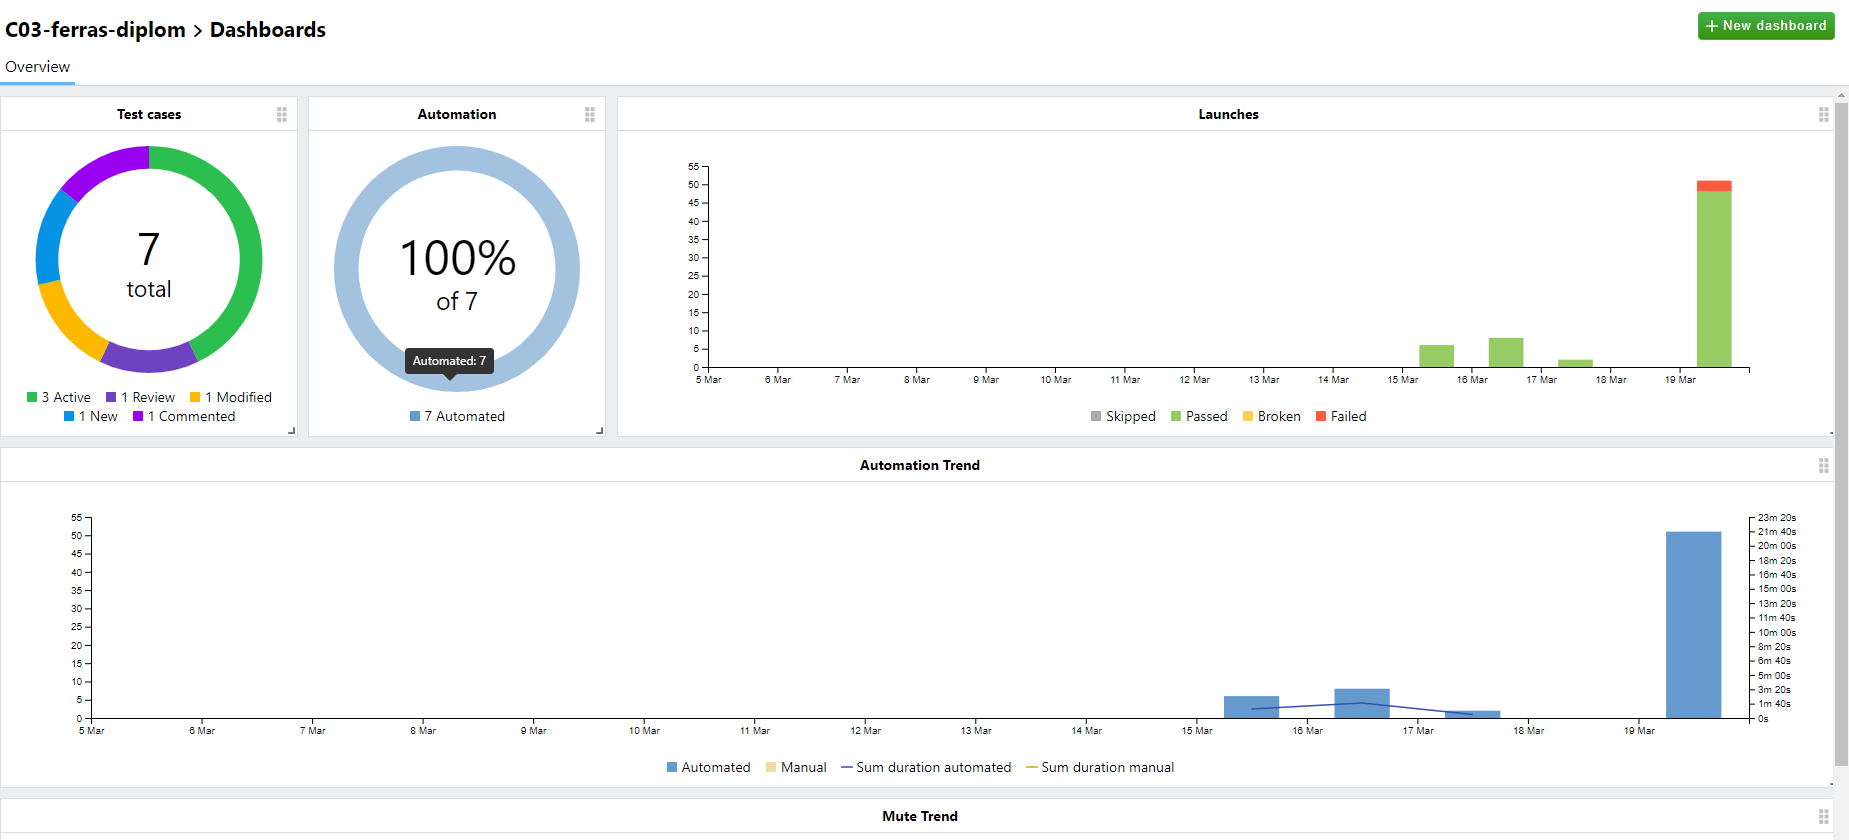 C03-ferras-diplom > Dashboards
+ New dashboard
Overview
Test cases
7
total
3 Active 1 Review 1 Modified
1 New 1 Commented
Automation
100%
of 7
Automated: 7
7 Automated
Launches
55
50
45
40
35
30
25
20
15
10
5
0
5 Mar 6 Mar 7 Mar 8 Mar 9 Mar 10 Mar 11 Mar 12 Mar 13 Mar 14 Mar 15 Mar 16 Mar 17 Mar 18 Mar 19 Mar
Skipped Passed Broken Failed
Automation Trend
55
50
45
40
35
30
25
20
15
10
5
0
23m 20s
21m 40s
20m 00s
18m 20s
16m 40s
15m 00s
13m 20s
11m 40s
10m 00s
8m 20s
6m 40s
5m 00s
3m 20s
1m 40s
0s
5 Mar 6 Mar 7 Mar 8 Mar 9 Mar 10 Mar 11 Mar 12 Mar 13 Mar 14 Mar 15 Mar 16 Mar 17 Mar 18 Mar 19 Mar
Automated Manual Sum duration automated Sum duration manual
Mute Trend